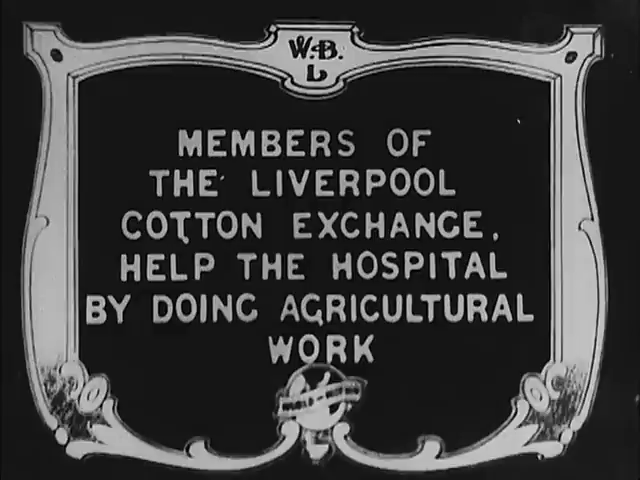 W.B.
L
MEMBERS OF
THE LIVERPOOL
COTTON EXCHANGE,
HELP THE HOSPITAL
BY DOING AGRICULTURAL
WORK